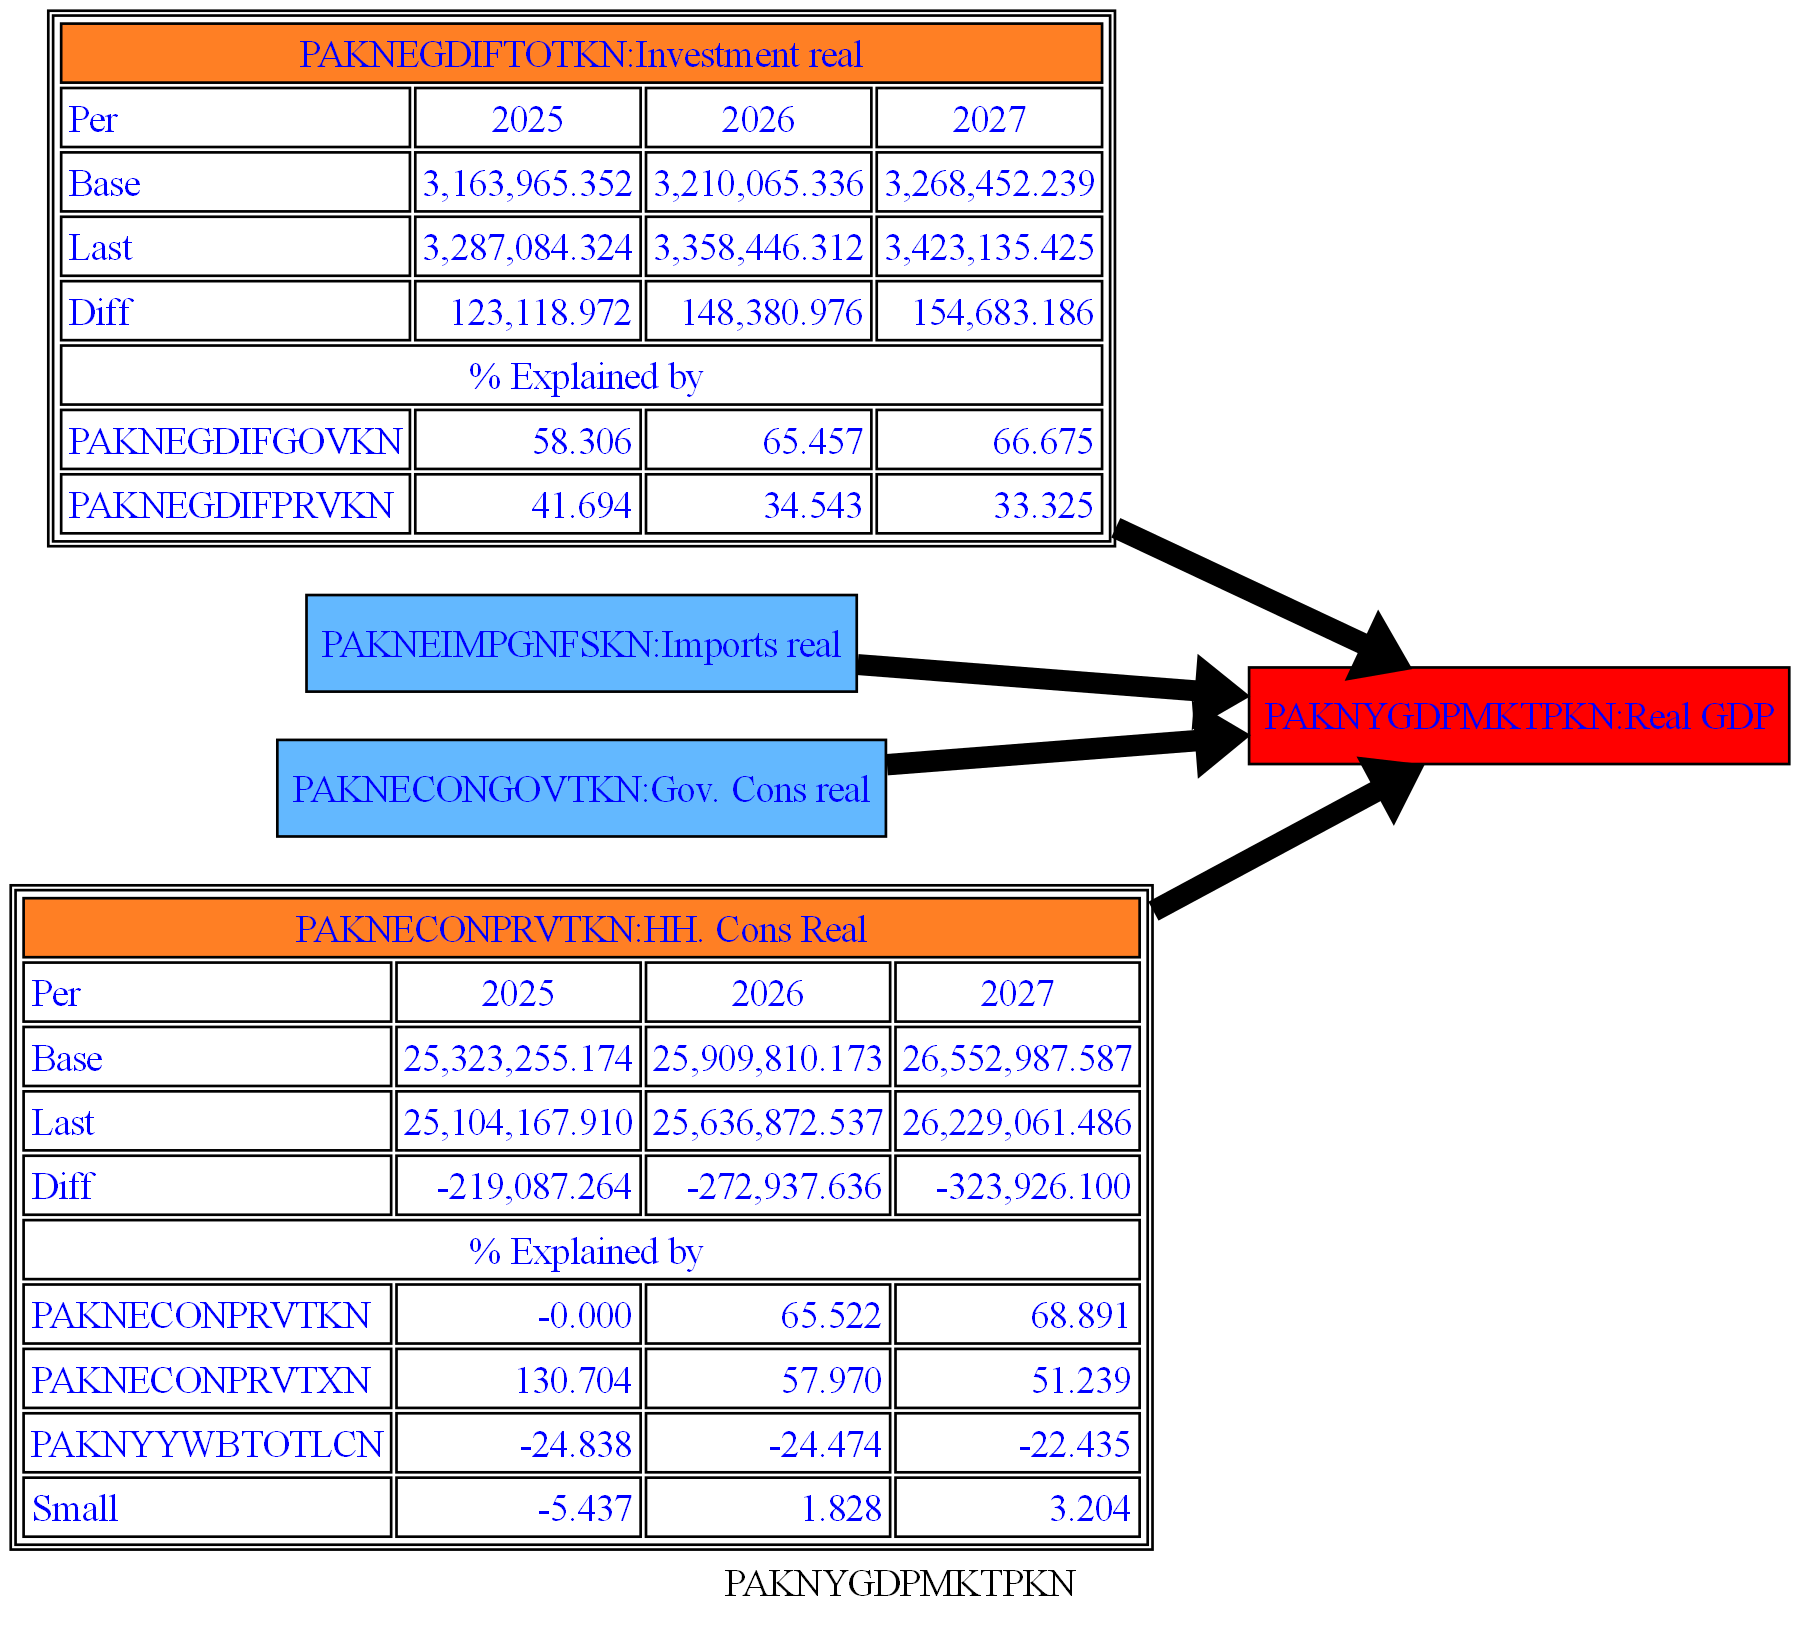 PAKNEGDIFTOTKN:Investment real
Per 2025 2026 2027
Base 3,163,965.352 3,210,065.336 3,268,452.239
Last 3,287,084.324 3,358,446.312 3,423,135.425
Diff 123,118.972 148,380.976 154,683.186
% Explained by
PAKNEGDIFGOVKN 58.306 65.457 66.675
PAKNEGDIFPRVKN 41.694 34.543 33.325
PAKNEIMPGNFSKN:Imports real
PAKNYGDPMKTPKN:Real GDP
PAKNECONGOVTKN:Gov. Cons real
PAKNECONPRVTKN:HH. Cons Real
Per 2025 2026 2027
Base 25,323,255.174 25,909,810.173 26,552,987.587
Last 25,104,167.910 25,636,872.537 26,229,061.486
Diff -219,087.264 -272,937.636 -323,926.100
% Explained by
PAKNECONPRVTKN -0.000 65.522 68.891
PAKNECONPRVTXN 130.704 57.970 51.239
PAKNYYWBTOTLCN -24.838 -24.474 -22.435
Small -5.437 1.828 3.204
PAKNYGDPMKTPKN